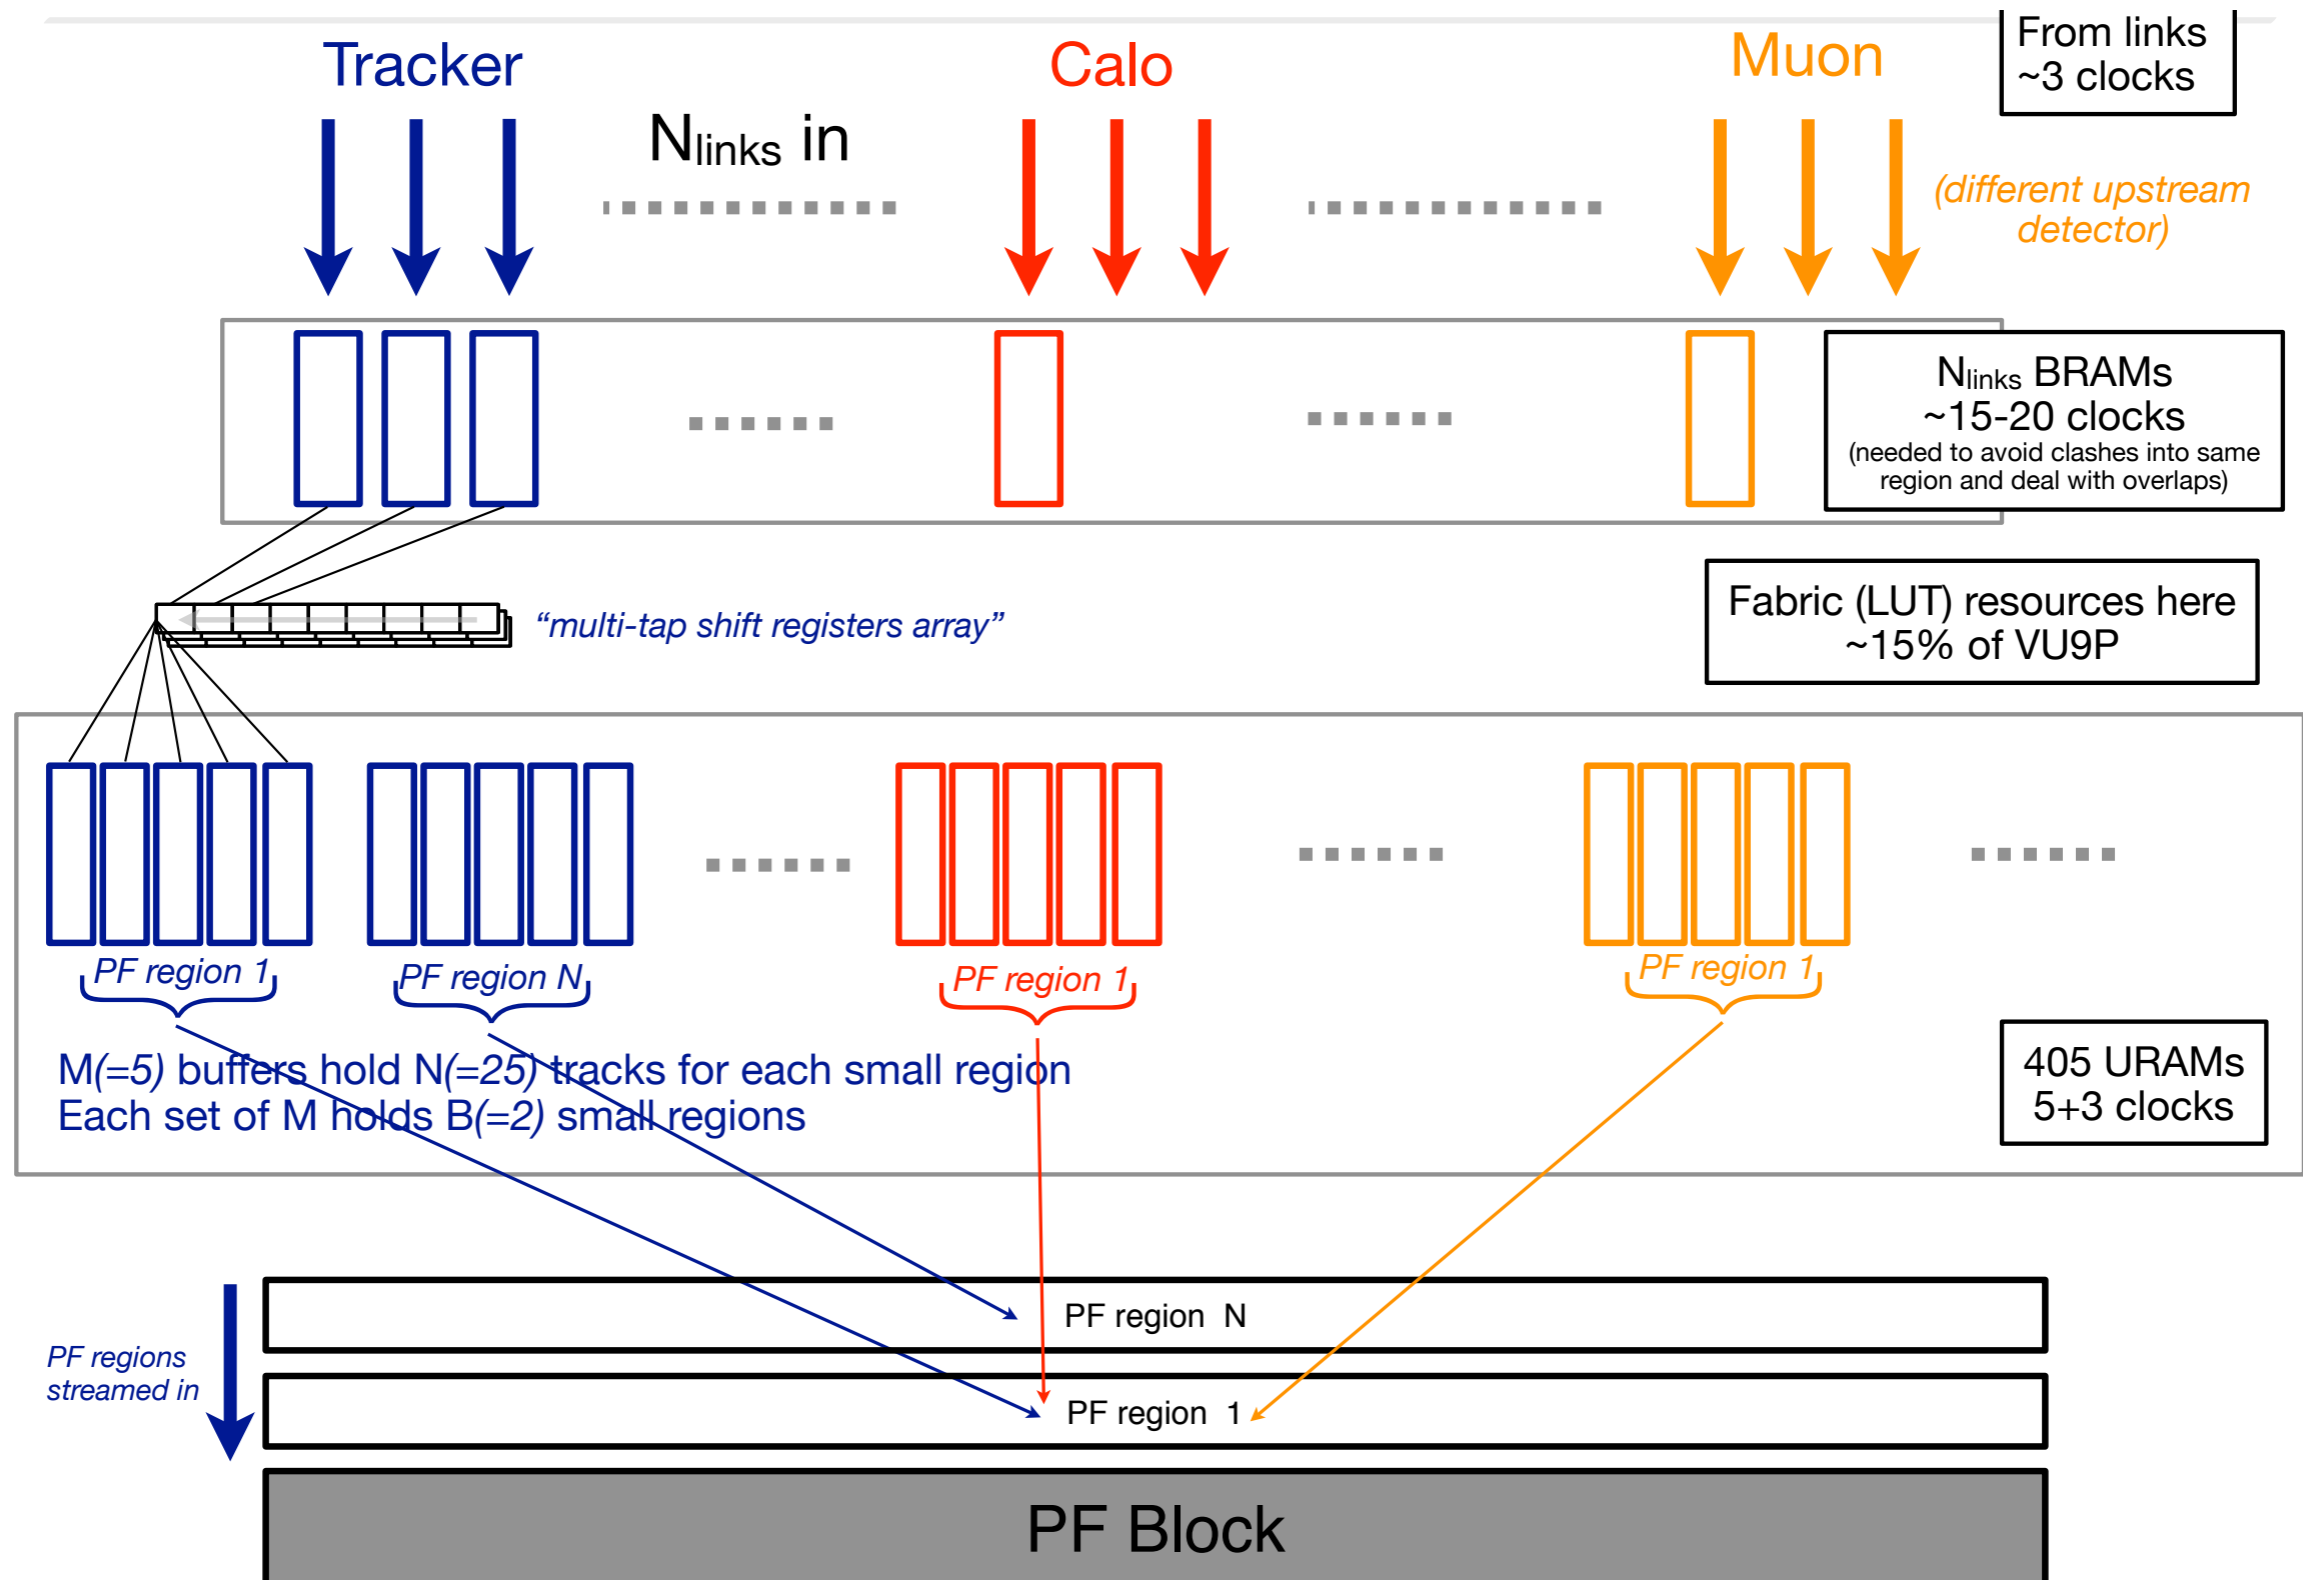 Tracker
Calo
Muon
From links
~3 clocks
Nlinks in
(different upstream
detector)
Nlinks BRAMs
~15-20 clocks
(needed to avoid clashes into same
region and deal with overlaps)
“multi-tap shift registers array”
Fabric (LUT) resources here
~15% of VU9P
PF region 1
PF region N
PF region 1
PF region 1
M(=5) buffers hold N(=25) tracks for each small region
Each set of M holds B(=2) small regions
405 URAMs
5+3 clocks
PF regions
streamed in
PF region N
PF region 1
PF Block